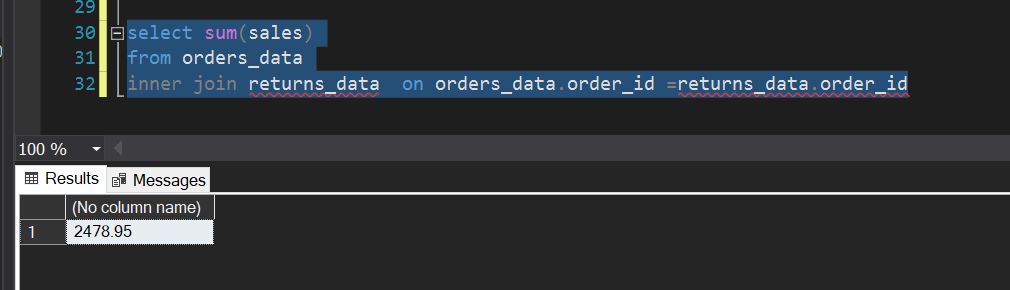 29
30 select sum(sales)
31 from orders_data
32 inner join returns_data  on orders_data.order_id =returns_data.order_id
100 %
Results Messages
(No column name)
1 2478.95